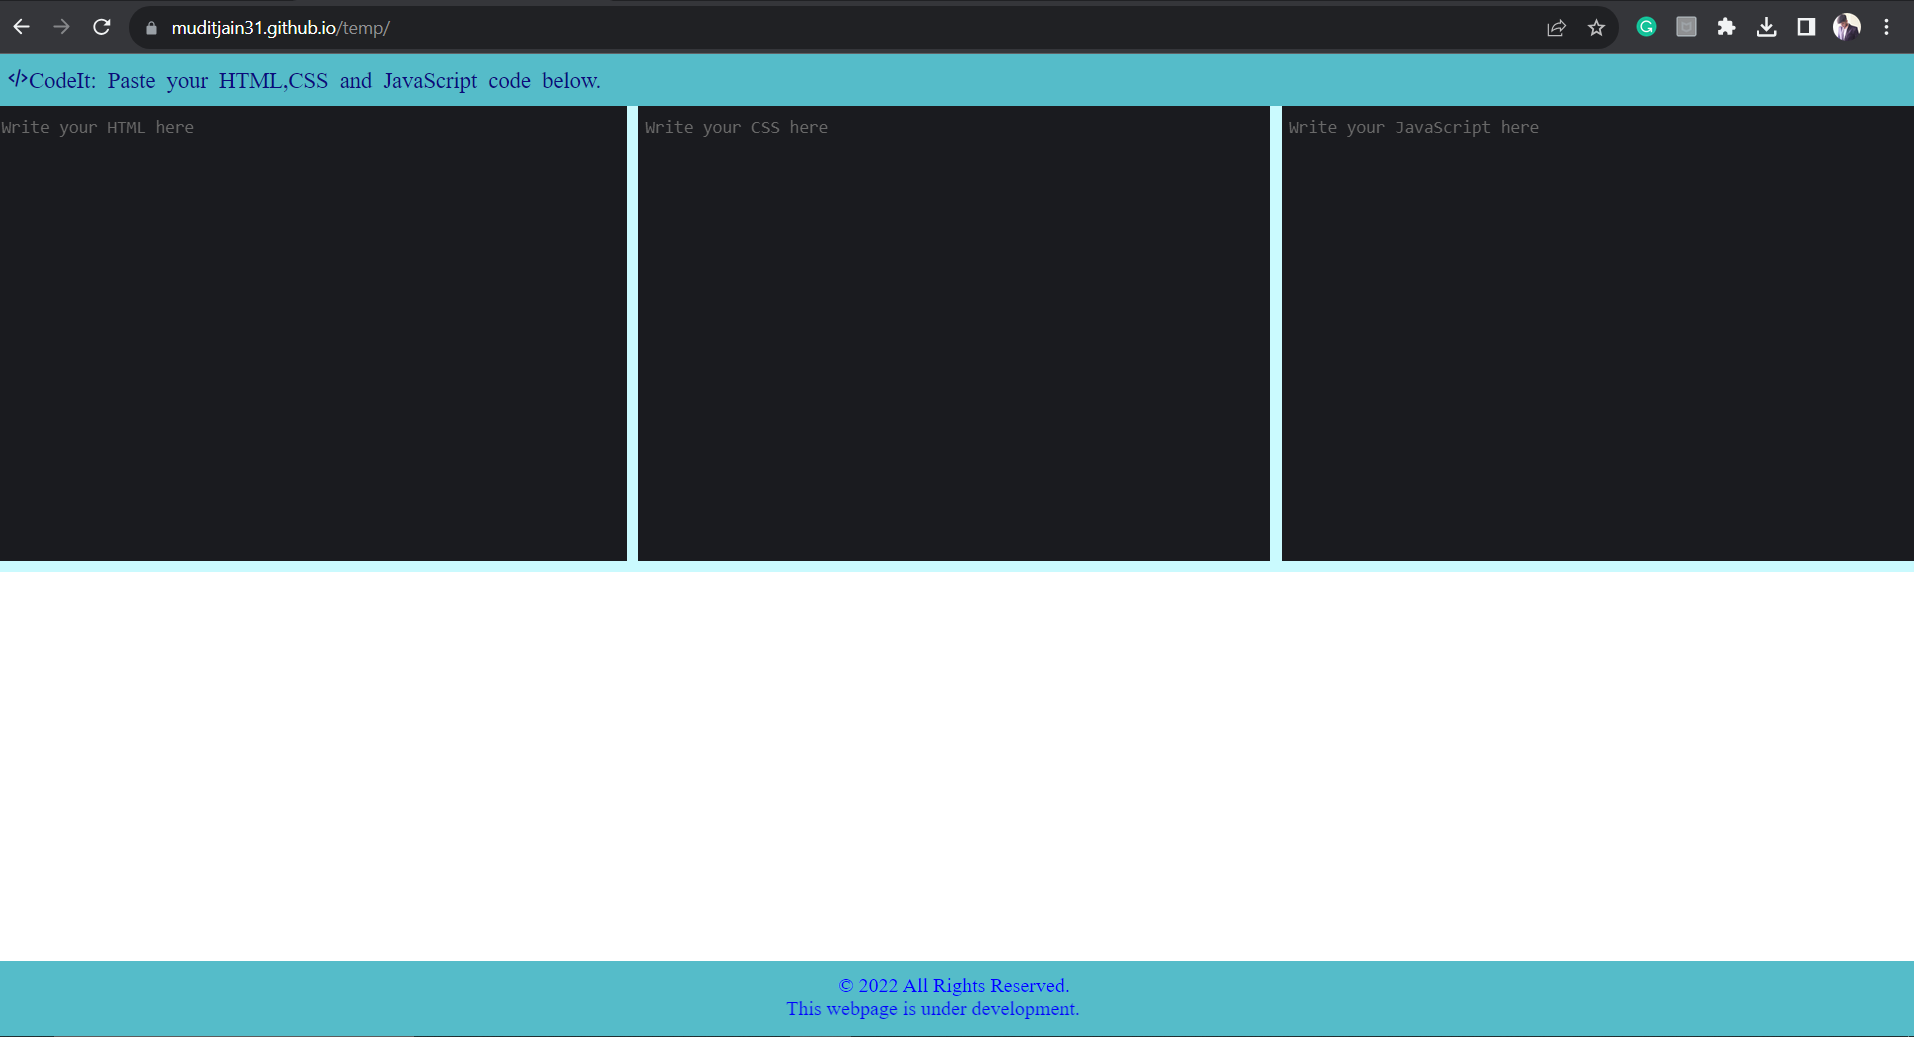 muditjain31.github.io/temp/
</>CodeIt: Paste your HTML,CSS and JavaScript code below.
Write your HTML here
Write your CSS here
Write your JavaScript here
© 2022 All Rights Reserved.
This webpage is under development.